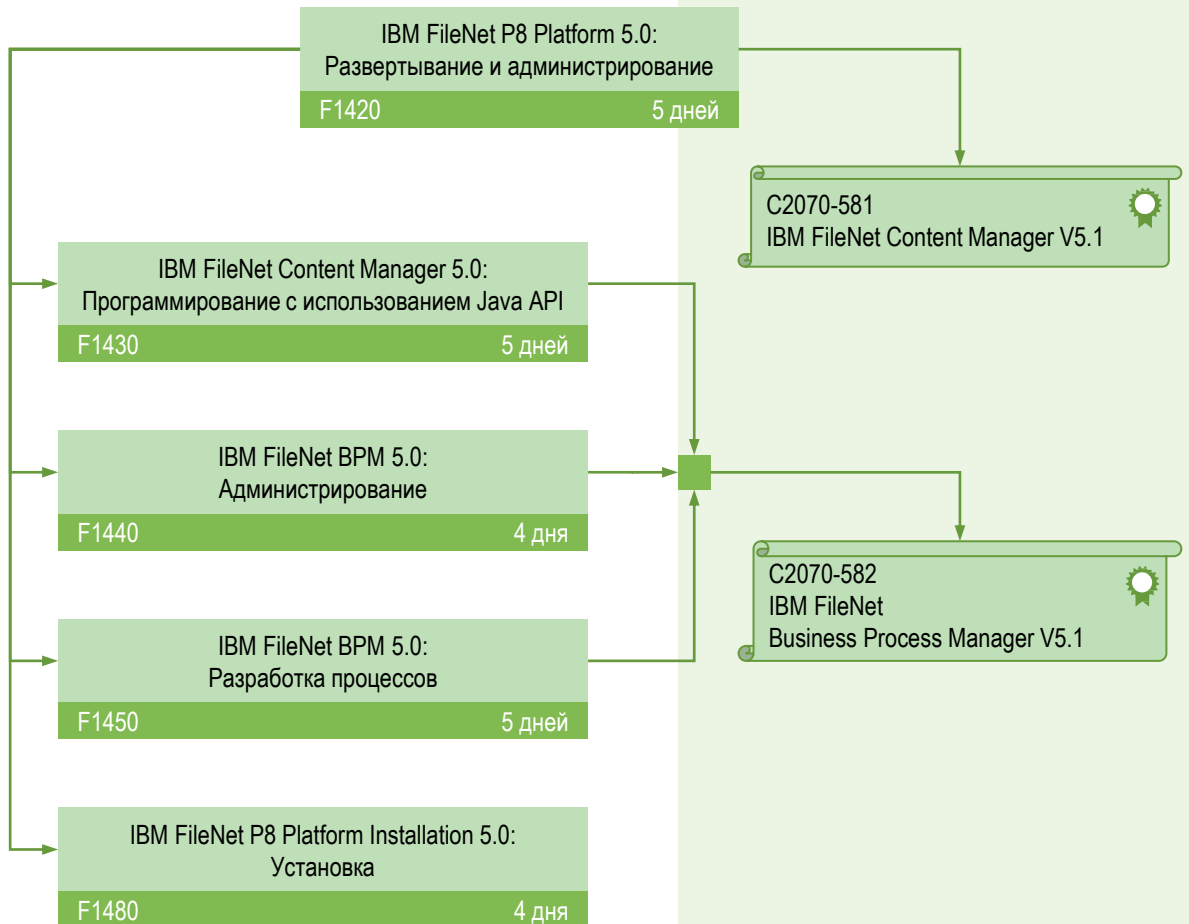 IBM FileNet P8 Platform 5.0:
Развертывание и администрирование
F1420 5 дней
C2070-581
IBM FileNet Content Manager V5.1
IBM FileNet Content Manager 5.0:
Программирование с использованием Java API
F1430 5 дней
IBM FileNet BPM 5.0:
Администрирование
F1440 4 дня
C2070-582
IBM FileNet
Business Process Manager V5.1
IBM FileNet BPM 5.0:
Разработка процессов
F1450 5 дней
IBM FileNet P8 Platform Installation 5.0:
Установка
F1480 4 дня